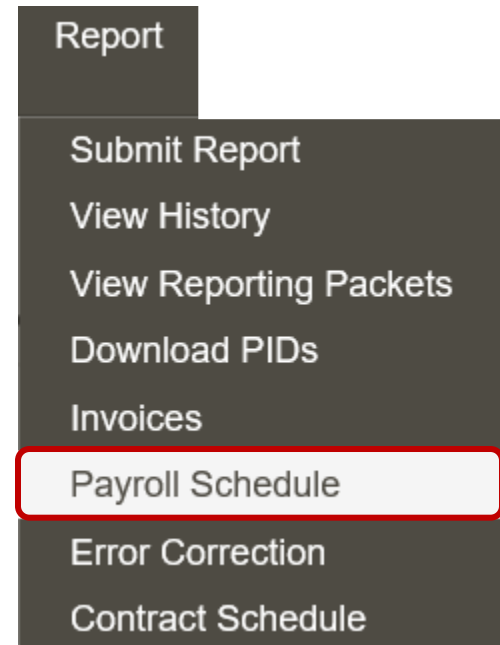 Report
Submit Report
View History
View Reporting Packets
Download PIDs
Invoices
Payroll Schedule
Error Correction
Contract Schedule